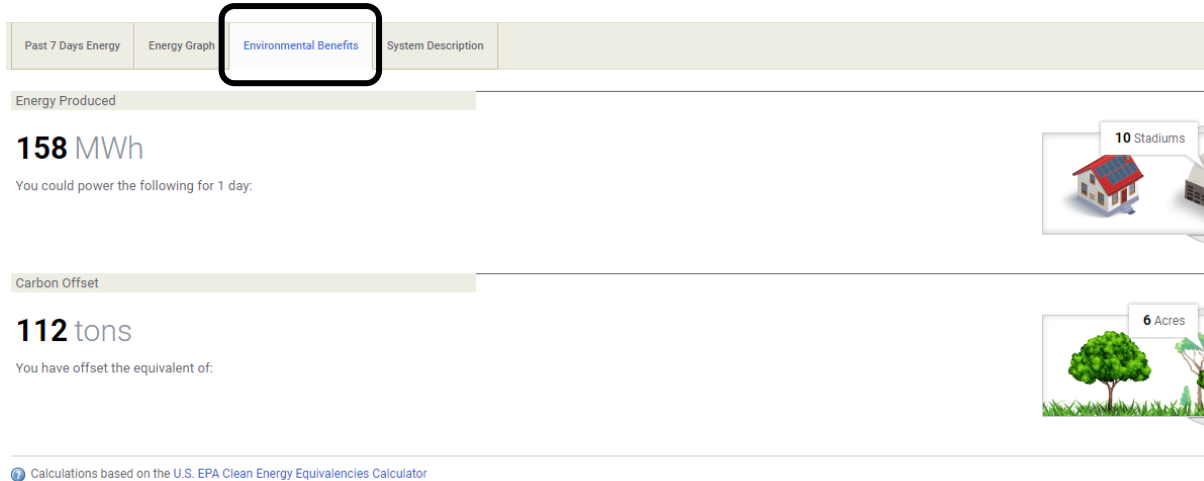 Past 7 Days Energy Energy Graph Environmental Benefits System Description
Energy Produced
158 MWh
You could power the following for 1 day:
10 Stadiums
Carbon Offset
112 tons
You have offset the equivalent of:
6 Acres
Calculations based on the U.S. EPA Clean Energy Equivalencies Calculator